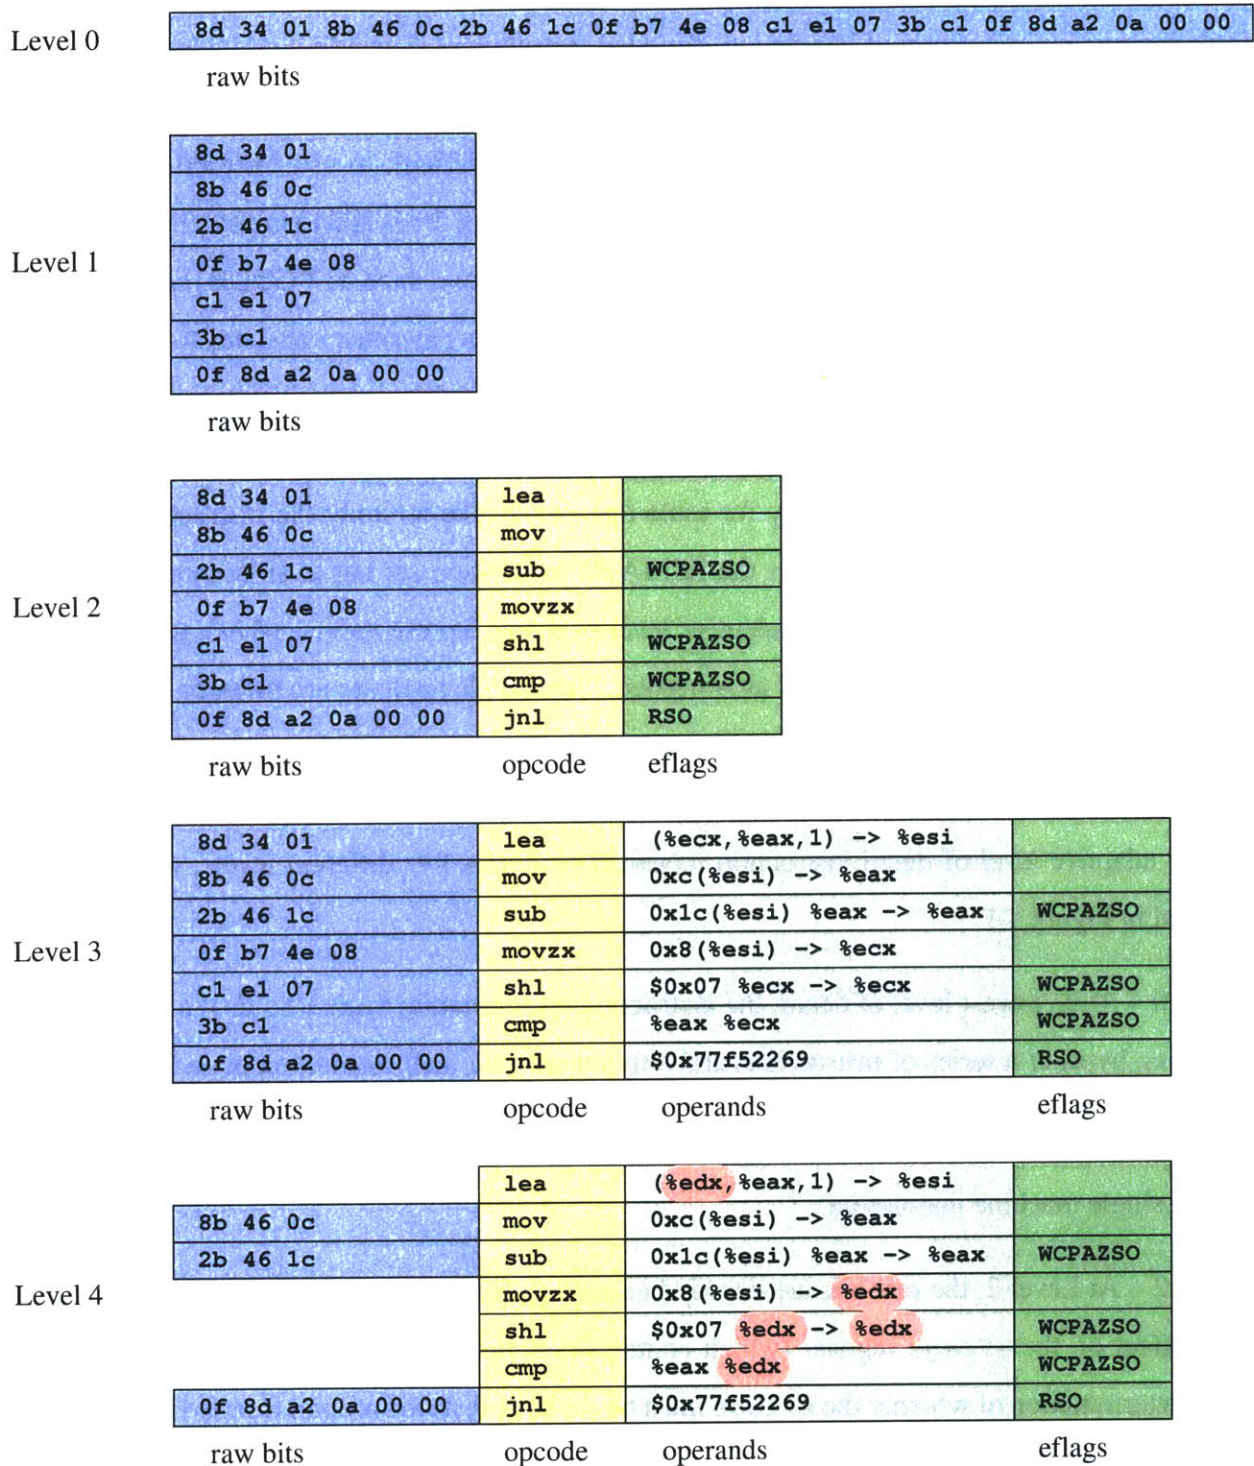 Level 0 8d 34 01 8b 46 0c 2b 46 1c 0f b7 4e 08 c1 e1 07 3b c1 0f 8d a2 0a 00 00
raw bits
8d 34 01
8b 46 0c
2b 46 1c
Level 1 0f b7 4e 08
c1 e1 07
3b c1
0f 8d a2 0a 00 00
raw bits
8d 34 01 lea
8b 46 0c mov
2b 46 1c sub WCPAZSO
Level 2 0f b7 4e 08 movzx
c1 e1 07 shl WCPAZSO
3b c1 cmp WCPAZSO
0f 8d a2 0a 00 00 jnl RSO
raw bits opcode eflags
8d 34 01 lea (%ecx,%eax,1) -> %esi
8b 46 0c mov 0xc(%esi) -> %eax
2b 46 1c sub 0x1c(%esi) %eax -> %eax WCPAZSO
Level 3 0f b7 4e 08 movzx 0x8(%esi) -> %ecx
c1 e1 07 shl $0x07 %ecx -> %ecx WCPAZSO
3b c1 cmp %eax %ecx WCPAZSO
0f 8d a2 0a 00 00 jnl $0x77f52269 RSO
raw bits opcode operands eflags
lea (%edx,%eax,1) -> %esi
8b 46 0c mov 0xc(%esi) -> %eax
2b 46 1c sub 0x1c(%esi) %eax -> %eax WCPAZSO
Level 4 movzx 0x8(%esi) -> %edx
shl $0x07 %edx -> %edx WCPAZSO
cmp %eax %edx WCPAZSO
0f 8d a2 0a 00 00 jnl $0x77f52269 RSO
raw bits opcode operands eflags